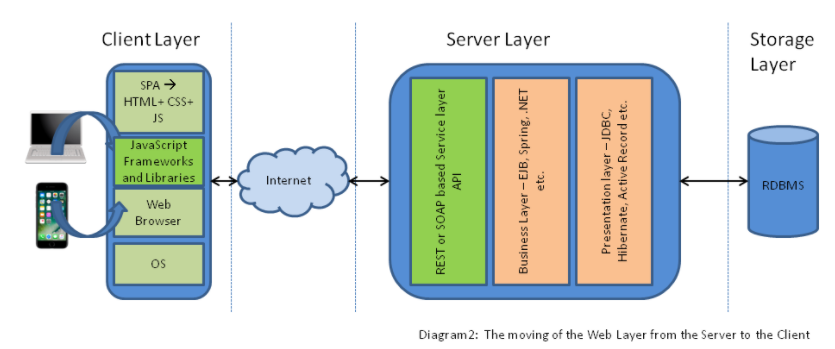 Client Layer
Server Layer
Storage
Layer
SPA →
HTML+ CSS+
JS
JavaScript
Frameworks
and Libraries
Web
Browser
OS
Internet
REST or SOAP based Service layer
API
Business Layer – EJB, Spring, .NET
etc.
Presentation layer – JDBC,
Hibernate, Active Record etc.
RDBMS
Diagram2: The moving of the Web Layer from the Server to the Client